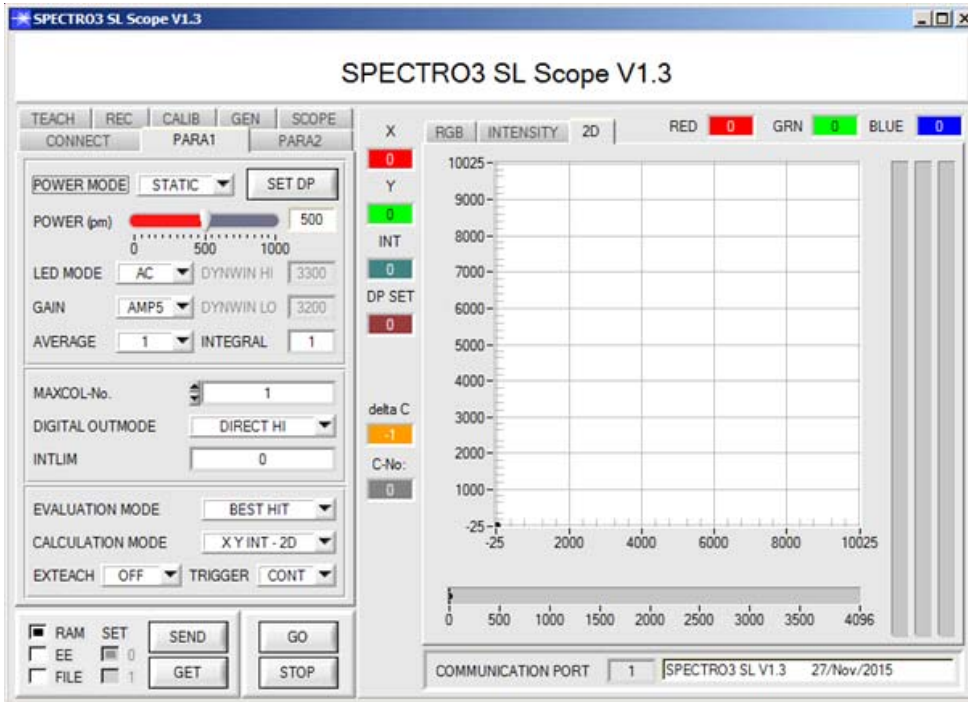 SPECTRO3 SL Scope V1.3
SPECTRO3 SL Scope V1.3
TEACH REC CALIB GEN SCOPE
CONNECT PARA1 PARA2
POWER MODE STATIC SET DP
POWER (pm) 500
0 500 1000
LED MODE AC DYNWIN HI 3300
GAIN AMP5 DYNWIN LO 3200
AVERAGE 1 INTEGRAL 1
MAXCOL-No. 1
DIGITAL OUTMODE DIRECT HI
INTLIM 0
EVALUATION MODE BEST HIT
CALCULATION MODE X Y INT - 2D
EXTEACH OFF TRIGGER CONT
RAM SET SEND GO
EE 0
FILE 1 GET STOP
X
0
Y
0
INT
0
DP SET
0
delta C
-1
C-No:
0
RGB INTENSITY 2D RED 0 GRN 0 BLUE 0
10025
9000
8000
7000
6000
5000
4000
3000
2000
1000
-25
-25 2000 4000 6000 8000 10025
0 500 1000 1500 2000 2500 3000 3500 4096
COMMUNICATION PORT 1 SPECTRO3 SL V1.3 27/Nov/2015